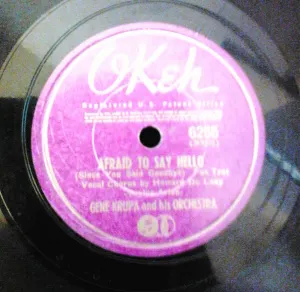 OKeh
Registered U.S. Patent Office
6266
AFRAID TO SAY HELLO
(Since You Said Goodbye) Fox Trot
Vocal Chorus by Howard Du Lany
GENE KRUPA and his ORCHESTRA